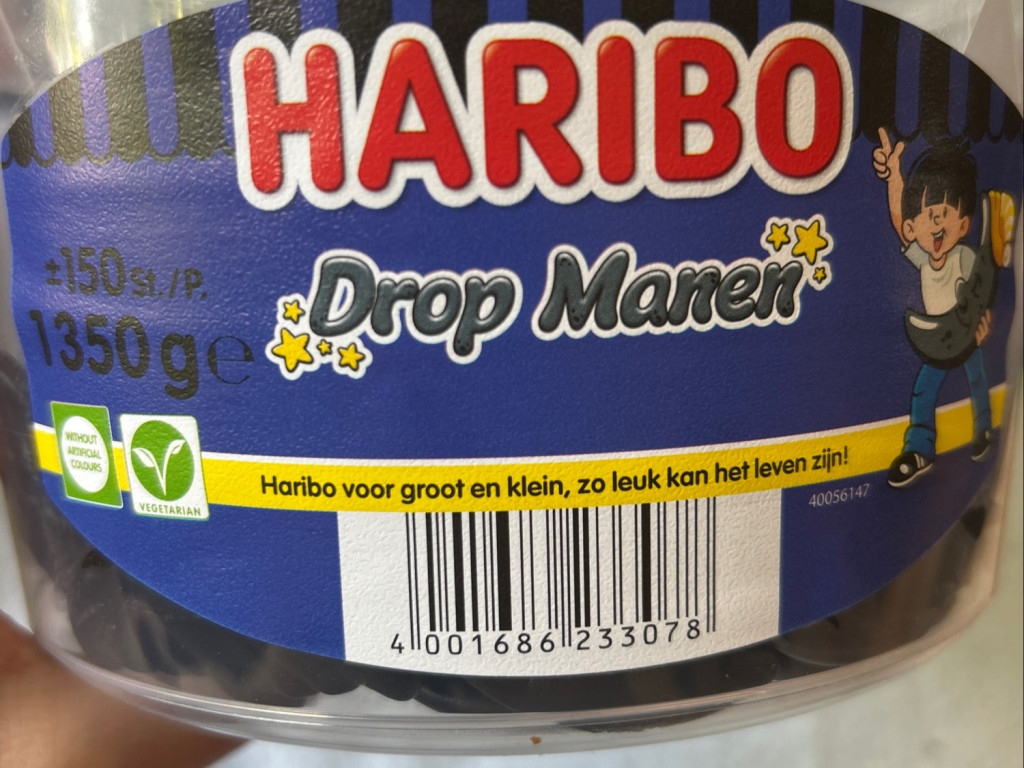 HARIBO
Drop Manen
±150 st./P.
1350 g e
WITHOUT
ARTIFICIAL
COLOURS
VEGETARIAN
Haribo voor groot en klein, zo leuk kan het leven zijn!
40056147
4 001686 233078